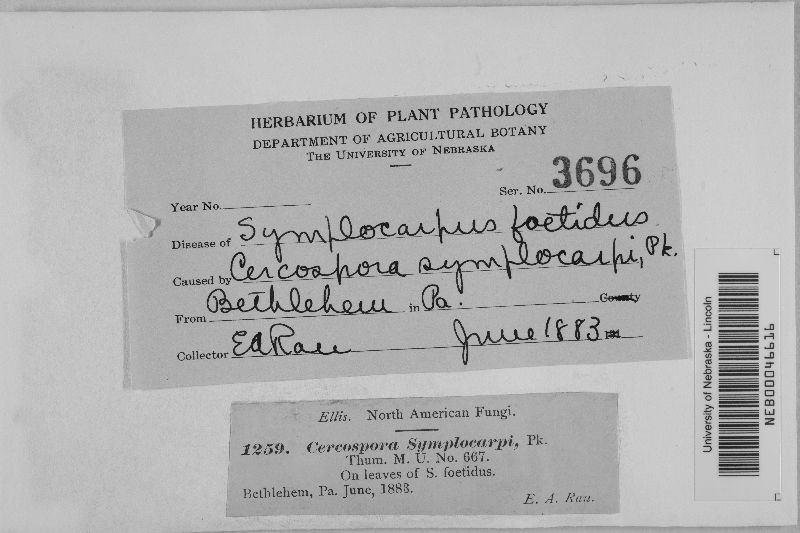 HERBARIUM OF PLANT PATHOLOGY
DEPARTMENT OF AGRICULTURAL BOTANY
THE UNIVERSITY OF NEBRASKA
Year No.
Ser. No. 3696
Disease of Symplocarpus foetidus
Caused by Cercospora symplocarpi, Pk.
From Bethlehem in Pa. County
Collector EA Rau June 1883
Ellis. North American Fungi.
1259. Cercospora Symplocarpi, Pk.
Thum. M. U. No. 667.
On leaves of S. foetidus.
Bethlehem, Pa. June, 1883.
E. A. Rau.
University of Nebraska - Lincoln
NEB00046616